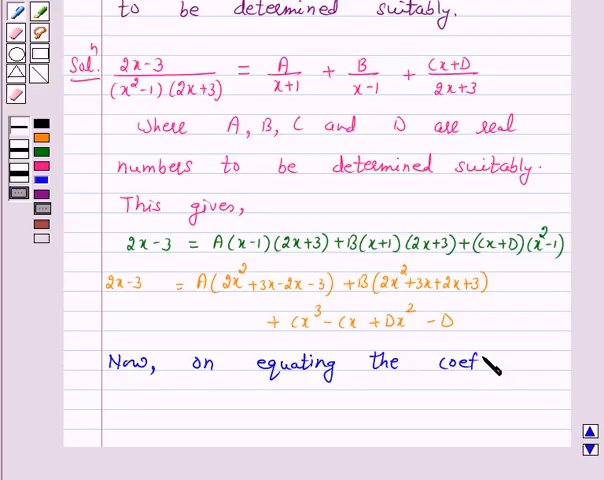 to be determined suitably.
Solⁿ. (2x-3)/((x²-1)(2x+3)) = A/(x+1) + B/(x-1) + (Cx+D)/(2x+3)
where A, B, C and D are real
numbers to be determined suitably.
This gives,
2x-3 = A(x-1)(2x+3)+B(x+1)(2x+3)+(Cx+D)(x²-1)
2x-3 = A(2x²+3x-2x-3)+B(2x²+3x+2x+3)
+ Cx³-Cx+Dx²-D
Now, on equating the coef